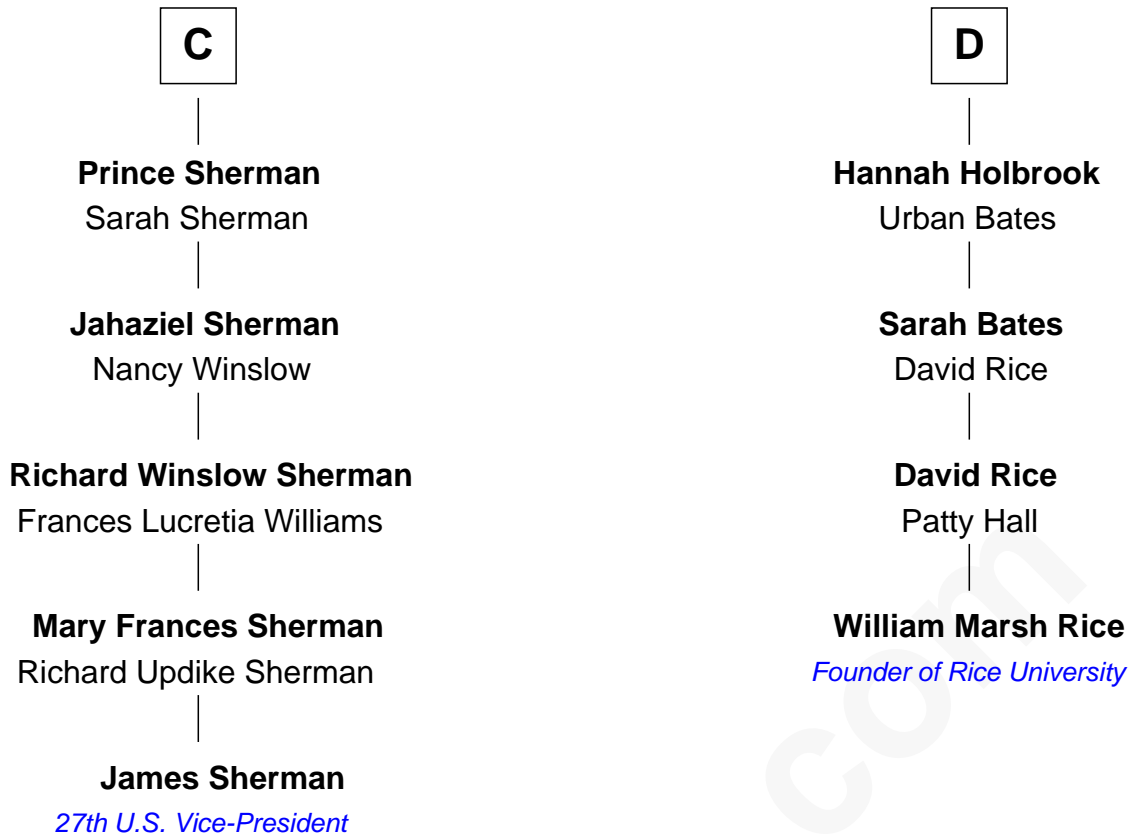 C
Prince Sherman
Sarah Sherman
Jahaziel Sherman
Nancy Winslow
Richard Winslow Sherman
Frances Lucretia Williams
Mary Frances Sherman
Richard Updike Sherman
James Sherman
27th U.S. Vice-President
D
Hannah Holbrook
Urban Bates
Sarah Bates
David Rice
David Rice
Patty Hall
William Marsh Rice
Founder of Rice University
com